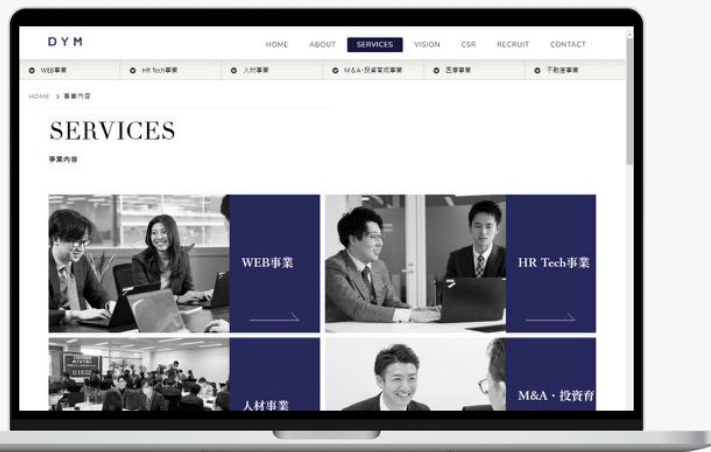 DYM
HOME ABOUT SERVICES VISION CSR RECRUIT CONTACT
WEB事業 HR Tech事業 人材事業 M&A・投資育成事業 医療事業 不動産事業
HOME > 事業内容
SERVICES
事業内容
WEB事業
HR Tech事業
0:15:02
人材事業
M&A・投資育